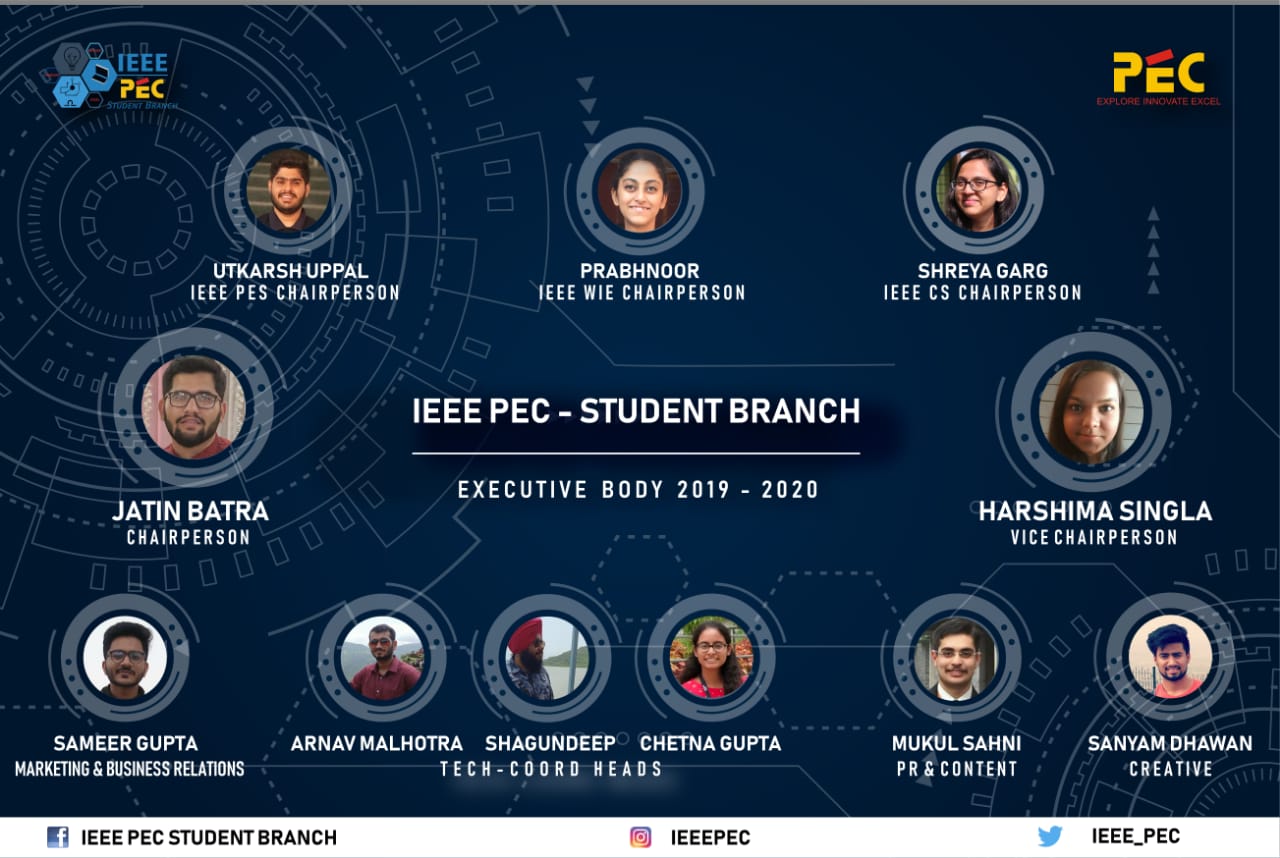 IEEE
PEC
STUDENT BRANCH
PEC
EXPLORE INNOVATE EXCEL
UTKARSH UPPAL
IEEE PES CHAIRPERSON
PRABHNOOR
IEEE WIE CHAIRPERSON
SHREYA GARG
IEEE CS CHAIRPERSON
IEEE PEC - STUDENT BRANCH
EXECUTIVE BODY 2019 - 2020
JATIN BATRA
CHAIRPERSON
HARSHIMA SINGLA
VICE CHAIRPERSON
SAMEER GUPTA
MARKETING & BUSINESS RELATIONS
ARNAV MALHOTRA
SHAGUNDEEP
CHETNA GUPTA
TECH-COORD HEADS
MUKUL SAHNI
PR & CONTENT
SANYAM DHAWAN
CREATIVE
IEEE PEC STUDENT BRANCH
IEEEPEC
IEEE_PEC